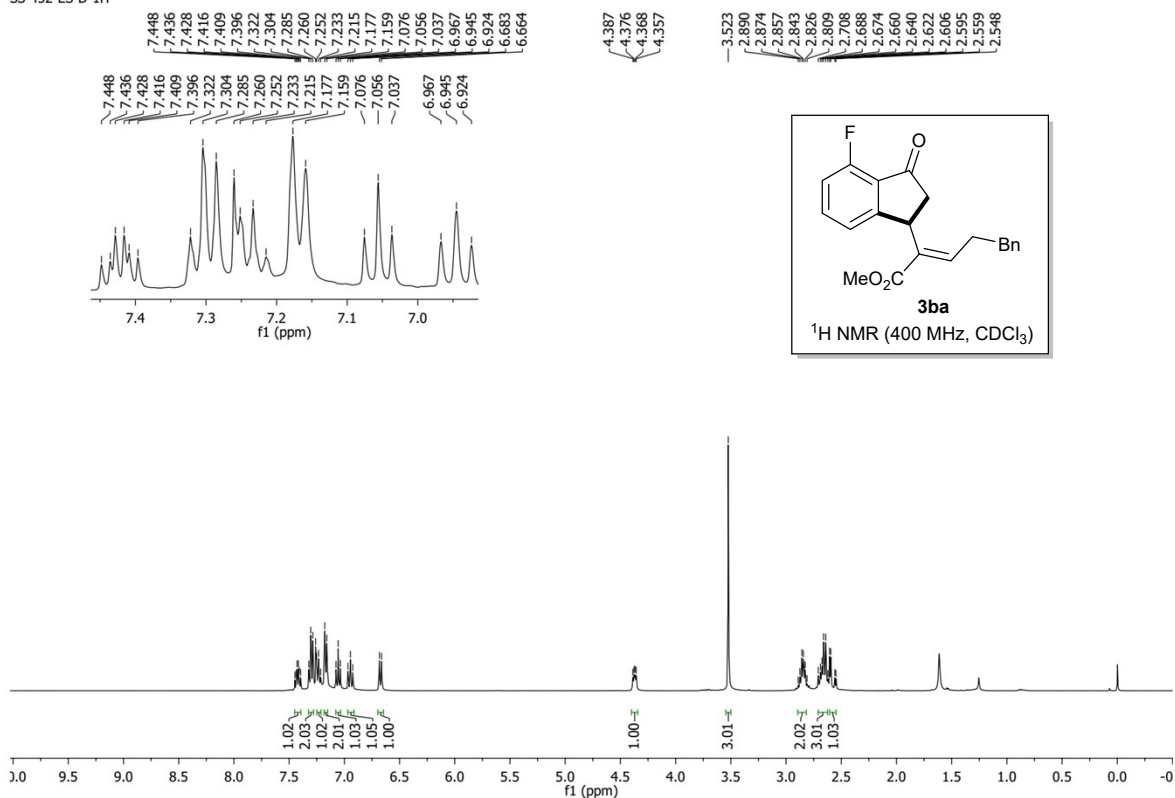 7.448 7.436 7.428 7.416 7.409 7.396 7.322 7.304 7.285 7.260 7.252 7.233 7.215 7.177 7.159 7.076 7.056 7.037 6.967 6.945 6.924 6.683 6.664
4.387 4.376 4.368 4.357
3.523 2.890 2.874 2.857 2.843 2.826 2.809 2.708 2.688 2.674 2.660 2.640 2.622 2.606 2.595 2.559 2.548
7.448 7.436 7.428 7.416 7.409 7.396 7.322 7.304 7.285 7.260 7.252 7.233 7.215 7.177 7.159 7.076 7.056 7.037 6.967 6.945 6.924
7.4 7.3 7.2 7.1 7.0
f1 (ppm)
F
O
Bn
MeO₂C
3ba
¹H NMR (400 MHz, CDCl₃)
1.02 2.03 1.02 2.01 1.03 1.05 1.00 1.00 3.01 2.02 3.01 1.03
0.0 9.5 9.0 8.5 8.0 7.5 7.0 6.5 6.0 5.5 5.0 4.5 4.0 3.5 3.0 2.5 2.0 1.5 1.0 0.5 0.0
f1 (ppm)